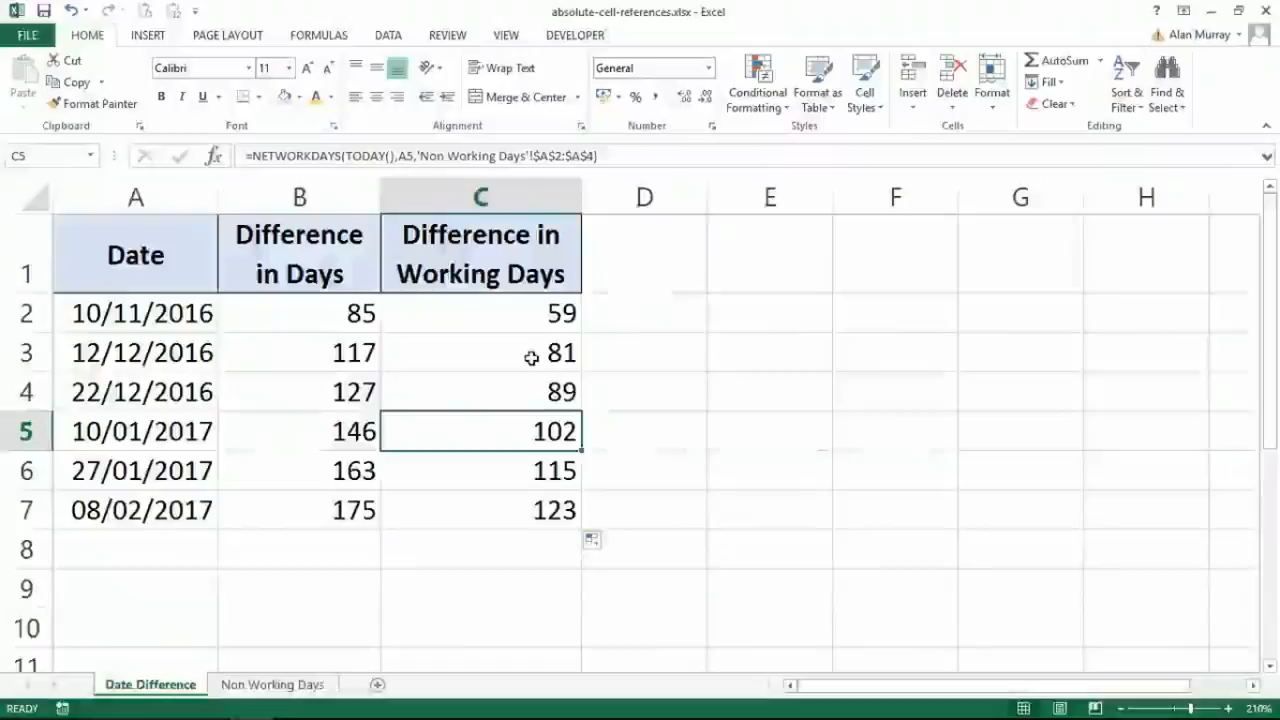 absolute-cell-references.xlsx - Excel
FILE HOME INSERT PAGE LAYOUT FORMULAS DATA REVIEW VIEW DEVELOPER Alan Murray
Paste
Cut
Copy
Format Painter
Clipboard
Calibri 11
B I U
Font
Wrap Text
Merge & Center
Alignment
General
%
Number
Conditional Formatting
Format as Table
Cell Styles
Styles
Insert
Delete
Format
Cells
AutoSum
Fill
Clear
Sort & Filter
Find & Select
Editing
C5 fx =NETWORKDAYS(TODAY(),A5,'Non Working Days'!$A$2:$A$4)
A B C D E F G H
1 Date Difference in Days Difference in Working Days
2 10/11/2016 85 59
3 12/12/2016 117 81
4 22/12/2016 127 89
5 10/01/2017 146 102
6 27/01/2017 163 115
7 08/02/2017 175 123
8
9
10
11
Date Difference Non Working Days
READY 210%